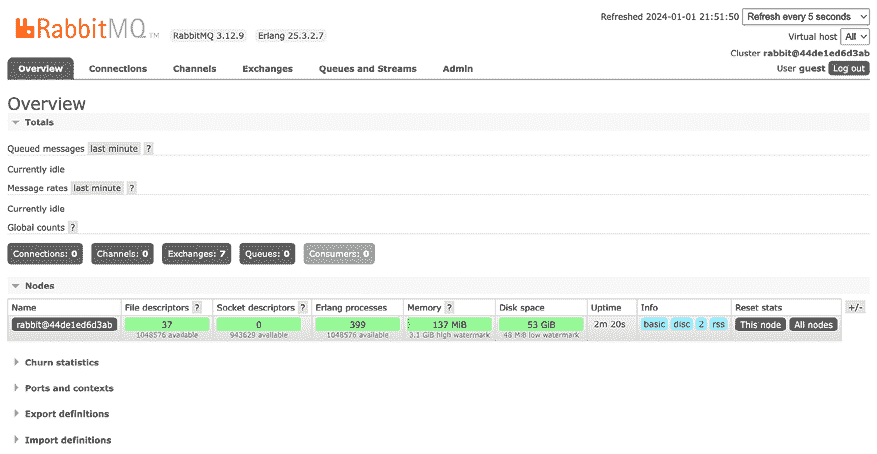 RabbitMQ TM RabbitMQ 3.12.9 Erlang 25.3.2.7
Refreshed 2024-01-01 21:51:50 Refresh every 5 seconds
Virtual host All
Cluster rabbit@44de1ed6d3ab
User guest Log out
Overview Connections Channels Exchanges Queues and Streams Admin
Overview
Totals
Queued messages last minute ?
Currently idle
Message rates last minute ?
Currently idle
Global counts ?
Connections: 0 Channels: 0 Exchanges: 7 Queues: 0 Consumers: 0
Nodes
Name File descriptors ? Socket descriptors ? Erlang processes Memory ? Disk space Uptime Info Reset stats +/-
rabbit@44de1ed6d3ab 37 0 399 137 MiB 53 GiB 2m 20s basic disc 2 rss This node All nodes
1048576 available 943629 available 1048576 available 3.1 GiB high watermark 48 MiB low watermark
Churn statistics
Ports and contexts
Export definitions
Import definitions